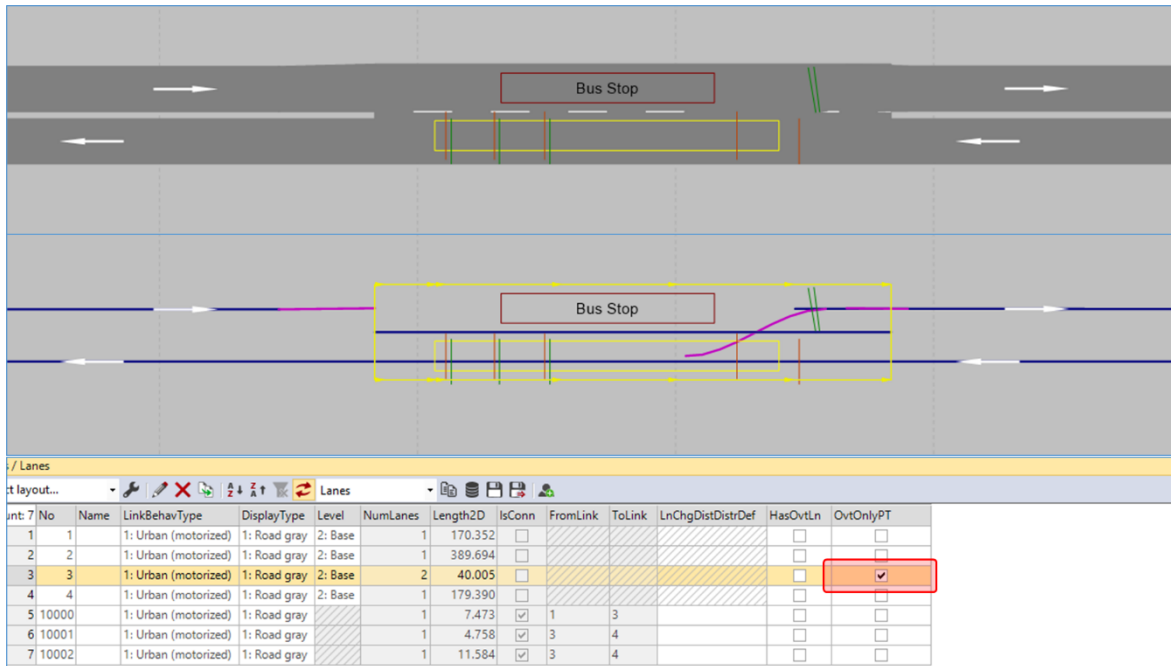 Bus Stop
Bus Stop
s / Lanes
ct layout... Lanes
unt: 7 No Name LinkBehavType DisplayType Level NumLanes Length2D IsConn FromLink ToLink LnChgDistDistrDef HasOvtLn OvtOnlyPT
1 1 1: Urban (motorized) 1: Road gray 2: Base 1 170.352
2 2 1: Urban (motorized) 1: Road gray 2: Base 1 389.694
3 3 1: Urban (motorized) 1: Road gray 2: Base 2 40.005
4 4 1: Urban (motorized) 1: Road gray 2: Base 1 179.390
5 10000 1: Urban (motorized) 1: Road gray 1 7.473 1 3
6 10001 1: Urban (motorized) 1: Road gray 1 4.758 3 4
7 10002 1: Urban (motorized) 1: Road gray 1 11.584 3 4